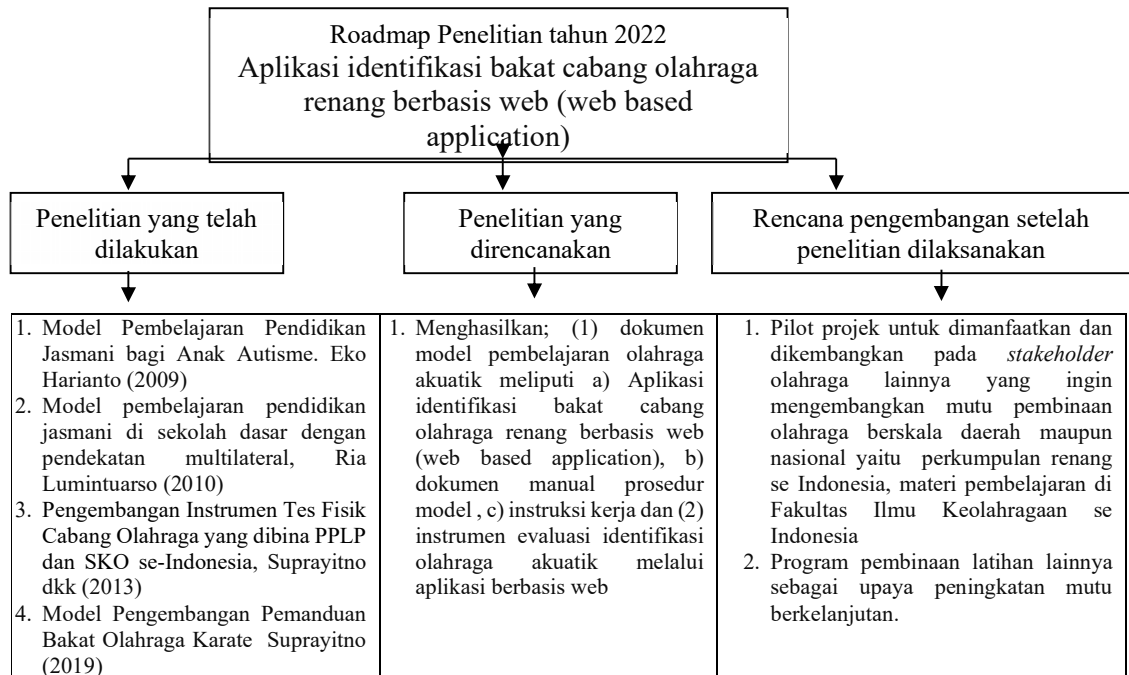 Roadmap Penelitian tahun 2022
Aplikasi identifikasi bakat cabang olahraga
renang berbasis web (web based
application)
Penelitian yang telah
dilakukan
Penelitian yang
direncanakan
Rencana pengembangan setelah
penelitian dilaksanakan
1. Model Pembelajaran Pendidikan
Jasmani bagi Anak Autisme. Eko
Harianto (2009)
2. Model pembelajaran pendidikan
jasmani di sekolah dasar dengan
pendekatan multilateral, Ria
Lumintuarso (2010)
3. Pengembangan Instrumen Tes Fisik
Cabang Olahraga yang dibina PPLP
dan SKO se-Indonesia, Suprayitno
dkk (2013)
4. Model Pengembangan Pemanduan
Bakat Olahraga Karate Suprayitno
(2019)
1. Menghasilkan; (1) dokumen
model pembelajaran olahraga
akuatik meliputi a) Aplikasi
identifikasi bakat cabang
olahraga renang berbasis web
(web based application), b)
dokumen manual prosedur
model , c) instruksi kerja dan (2)
instrumen evaluasi identifikasi
olahraga akuatik melalui
aplikasi berbasis web
1. Pilot projek untuk dimanfaatkan dan
dikembangkan pada stakeholder
olahraga lainnya yang ingin
mengembangkan mutu pembinaan
olahraga berskala daerah maupun
nasional yaitu perkumpulan renang
se Indonesia, materi pembelajaran di
Fakultas Ilmu Keolahragaan se
Indonesia
2. Program pembinaan latihan lainnya
sebagai upaya peningkatan mutu
berkelanjutan.